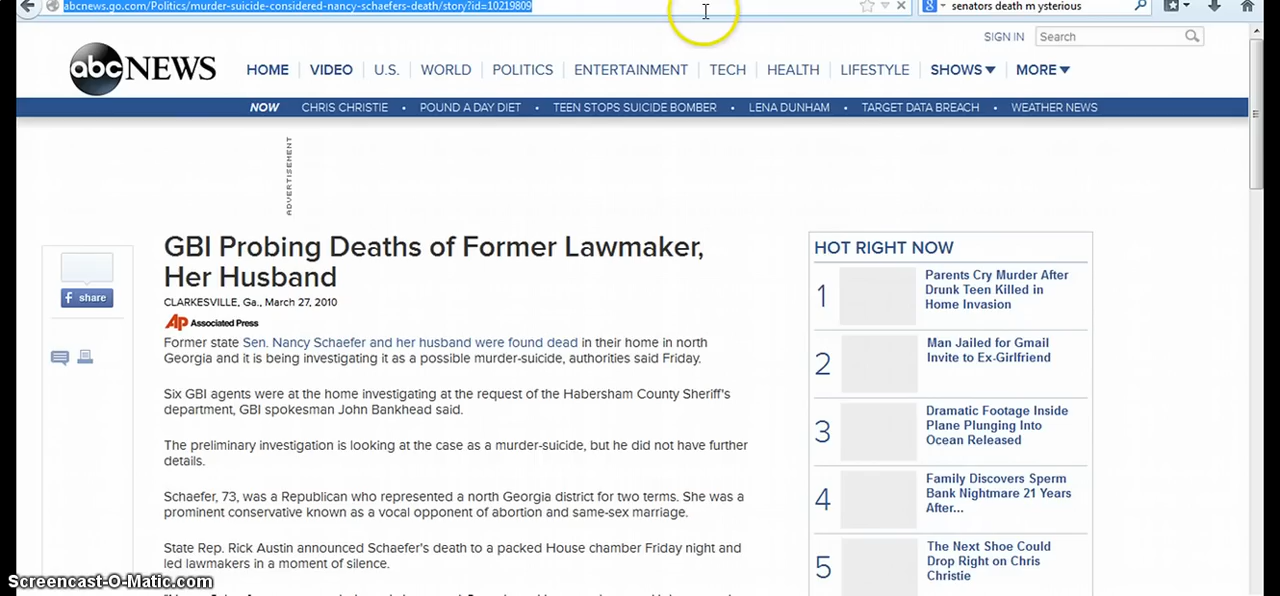 abcnews.go.com/Politics/murder-suicide-considered-nancy-schaefers-death/story?id=10219809
senators death m ysterious
SIGN IN
Search
abc NEWS
HOME
VIDEO
U.S.
WORLD
POLITICS
ENTERTAINMENT
TECH
HEALTH
LIFESTYLE
SHOWS
MORE
NOW
CHRIS CHRISTIE • POUND A DAY DIET • TEEN STOPS SUICIDE BOMBER • LENA DUNHAM • TARGET DATA BREACH • WEATHER NEWS
ADVERTISEMENT
f share
GBI Probing Deaths of Former Lawmaker,
Her Husband
CLARKESVILLE, Ga., March 27, 2010
AP Associated Press
Former state Sen. Nancy Schaefer and her husband were found dead in their home in north
Georgia and it is being investigating it as a possible murder-suicide, authorities said Friday.
Six GBI agents were at the home investigating at the request of the Habersham County Sheriff's
department, GBI spokesman John Bankhead said.
The preliminary investigation is looking at the case as a murder-suicide, but he did not have further
details.
Schaefer, 73, was a Republican who represented a north Georgia district for two terms. She was a
prominent conservative known as a vocal opponent of abortion and same-sex marriage.
State Rep. Rick Austin announced Schaefer's death to a packed House chamber Friday night and
led lawmakers in a moment of silence.
HOT RIGHT NOW
1
Parents Cry Murder After
Drunk Teen Killed in
Home Invasion
2
Man Jailed for Gmail
Invite to Ex-Girlfriend
3
Dramatic Footage Inside
Plane Plunging Into
Ocean Released
4
Family Discovers Sperm
Bank Nightmare 21 Years
After...
5
The Next Shoe Could
Drop Right on Chris
Christie
Screencast-O-Matic.com